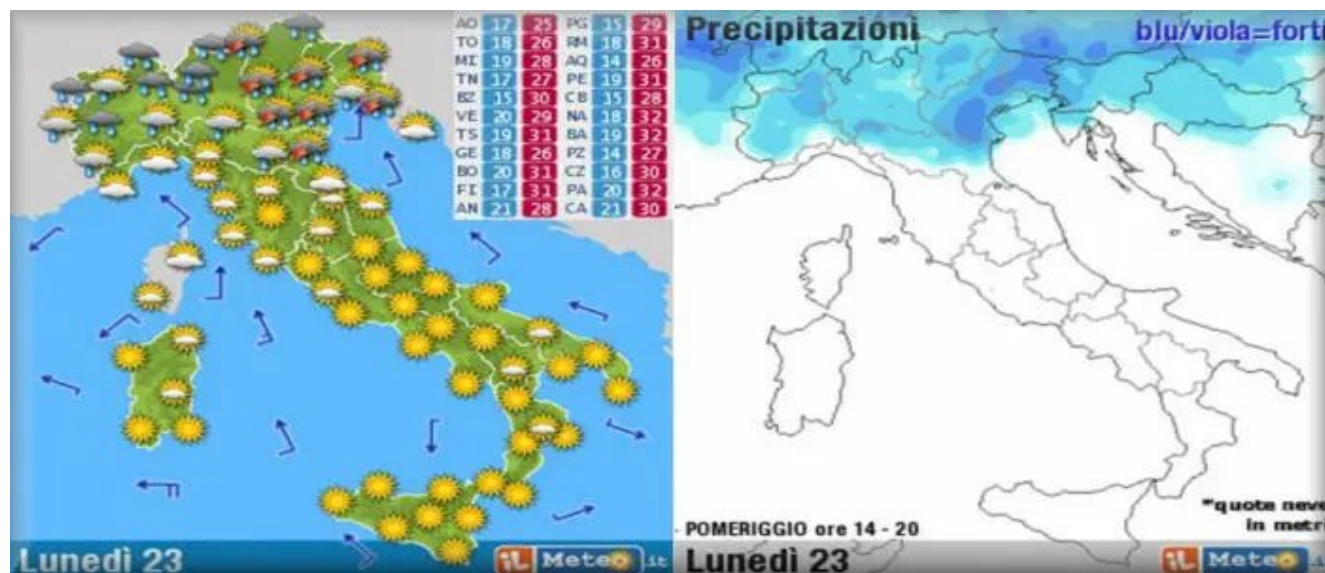 AO 17 25 PG 15 29
TO 18 26 RM 18 31
MI 19 28 AQ 14 26
TN 17 27 PE 19 31
BZ 15 30 CB 15 28
VE 20 29 NA 18 32
TS 19 31 BA 19 32
GE 18 26 PZ 14 27
BO 20 31 CZ 16 30
FI 17 31 PA 20 32
AN 21 28 CA 21 30
Lunedì 23
iL Meteo.it
Precipitazioni
blu/viola=forti
*quote neve
in metri
- POMERIGGIO ore 14 - 20
Lunedì 23
iL Meteo.it